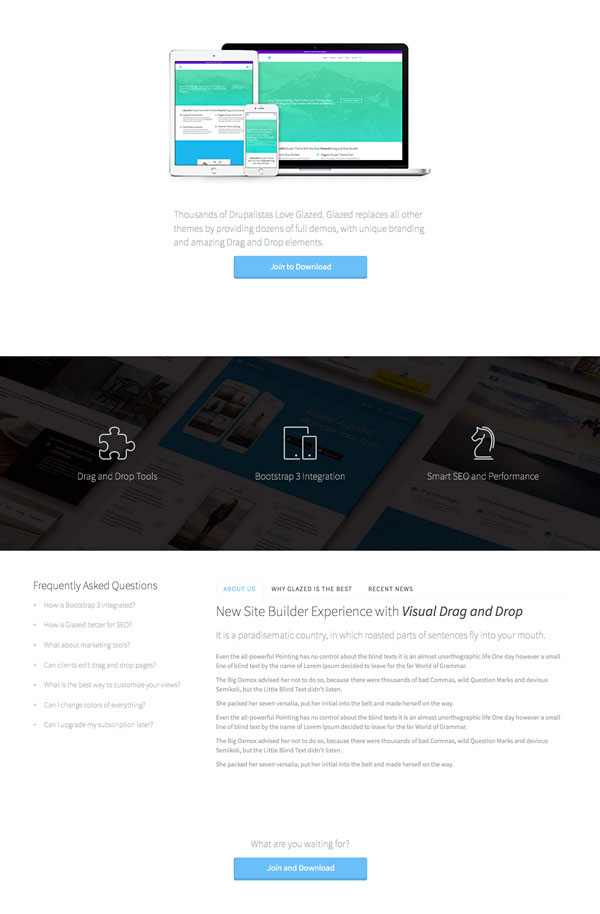 Thousands of Drupalistas Love Glazed. Glazed replaces all other
themes by providing dozens of full demos, with unique branding
and amazing Drag and Drop elements.
Join to Download
Glazed App Will
Promote Your App!
Drag and Drop Tools
Bootstrap 3 Integration
Smart SEO and Performance
Frequently Asked Questions
+ How is Bootstrap 3 integrated?
+ How is Glazed better for SEO?
+ What about marketing tools?
+ Can clients edit drag and drop pages?
+ What is the best way to customize your views?
+ Can I change colors of everything?
+ Can I upgrade my subscription later?
ABOUT US WHY GLAZED IS THE BEST RECENT NEWS
New Site Builder Experience with Visual Drag and Drop
It is a paradisematic country, in which roasted parts of sentences fly into your mouth.
Even the all-powerful Pointing has no control about the blind texts it is an almost unorthographic life One day however a small
line of blind text by the name of Lorem Ipsum decided to leave for the far World of Grammar.
The Big Oxmox advised her not to do so, because there were thousands of bad Commas, wild Question Marks and devious
Semikoli, but the Little Blind Text didn't listen.
She packed her seven versalia, put her initial into the belt and made herself on the way.
Even the all-powerful Pointing has no control about the blind texts it is an almost unorthographic life One day however a small
line of blind text by the name of Lorem Ipsum decided to leave for the far World of Grammar.
The Big Oxmox advised her not to do so, because there were thousands of bad Commas, wild Question Marks and devious
Semikoli, but the Little Blind Text didn't listen.
She packed her seven versalia, put her initial into the belt and made herself on the way.
What are you waiting for?
Join and Download